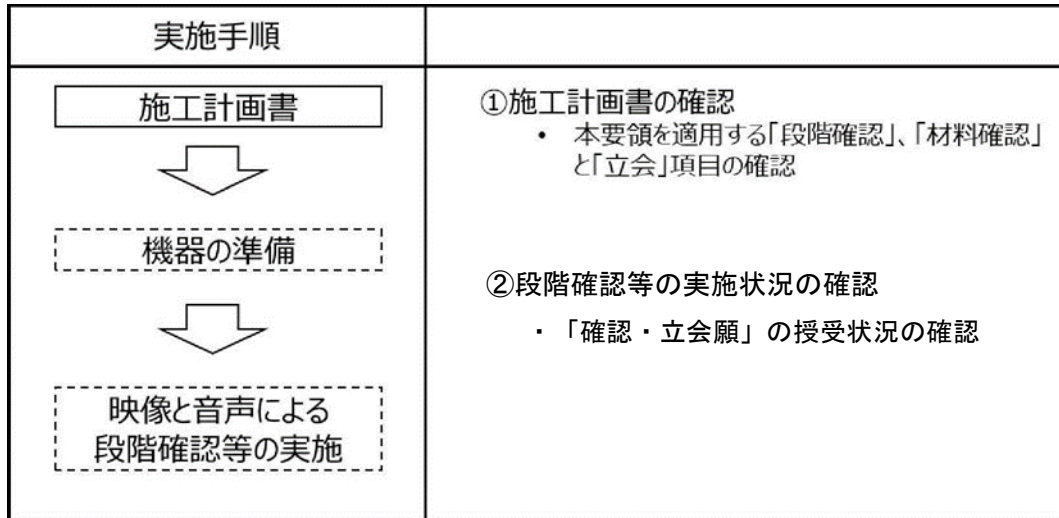 実施手順
施工計画書
①施工計画書の確認
• 本要領を適用する「段階確認」、「材料確認」
と「立会」項目の確認
機器の準備
②段階確認等の実施状況の確認
・「確認・立会願」の授受状況の確認
映像と音声による
段階確認等の実施